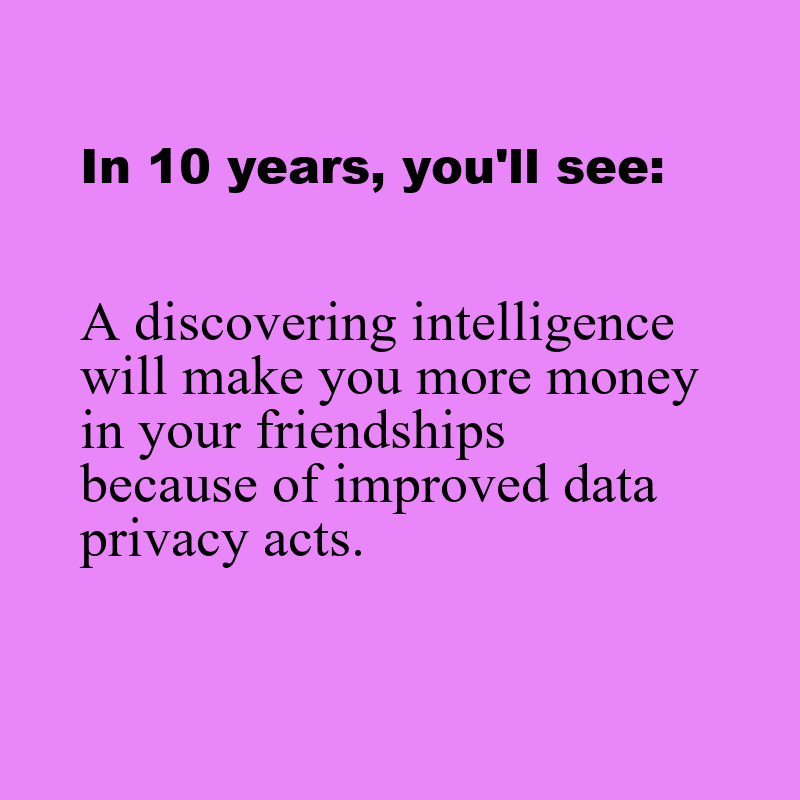 In 10 years, you'll see:
A discovering intelligence
will make you more money
in your friendships
because of improved data
privacy acts.